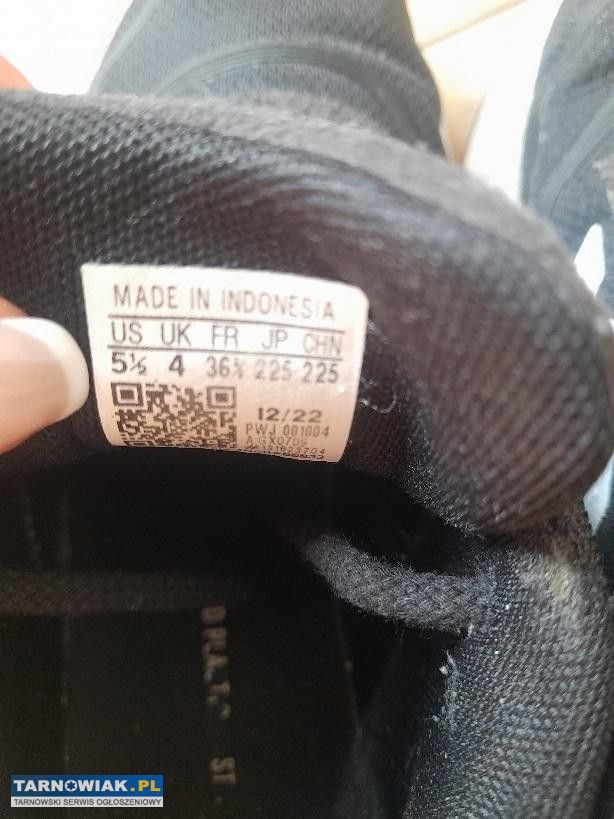 MADE IN INDONESIA
US UK FR JP CHN
5½ 4 36⅔ 225 225
12/22
PWJ 001004
GX0709
TARNOWIAK.PL
TARNOWSKI SERWIS OGŁOSZENIOWY